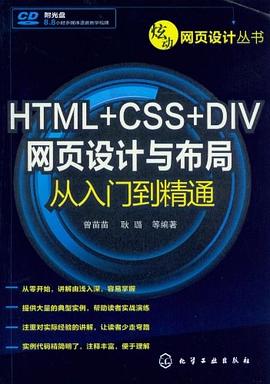 CD 附光盘
炫动 网页设计丛书
HTML+CSS+DIV
网页设计与布局
从入门到精通
曾苗苗 耿璐 等编著
从零开始，讲解由浅入深，容易掌握
提供大量的典型实例，帮助读者实战演练
注重对实际经验的讲解，让读者少走弯路
实例代码精简明了，注释丰富，便于理解
化学工业出版社